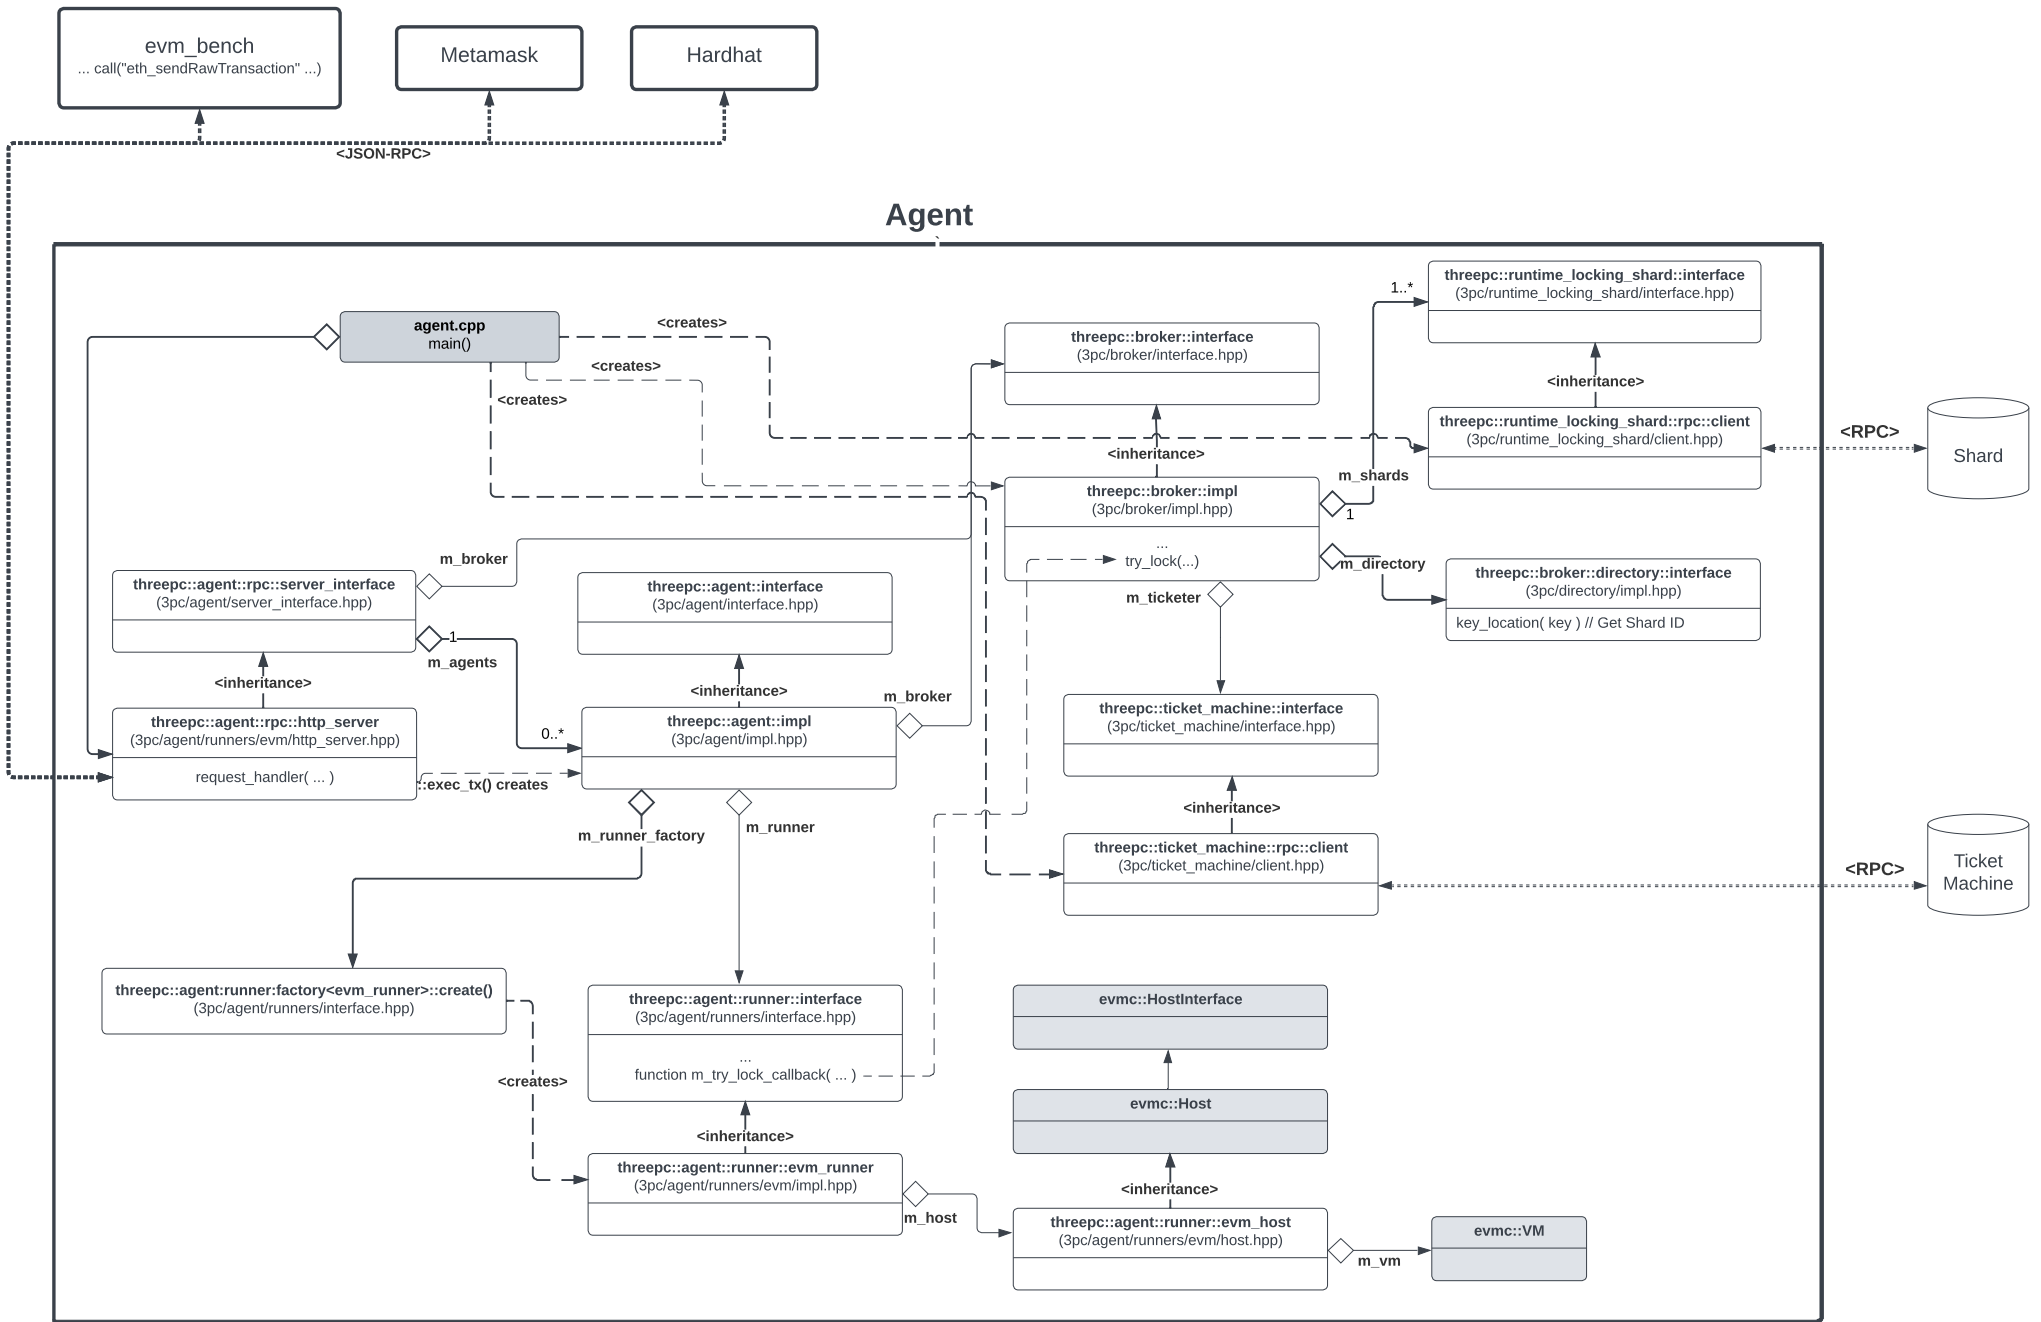 evm_bench
... call("eth_sendRawTransaction" ...)
Metamask
Hardhat
<JSON-RPC>
Agent
agent.cpp
main()
<creates>
<creates>
<creates>
threepc::broker::interface
(3pc/broker/interface.hpp)
1..*
threepc::runtime_locking_shard::interface
(3pc/runtime_locking_shard/interface.hpp)
<inheritance>
threepc::runtime_locking_shard::rpc::client
(3pc/runtime_locking_shard/client.hpp)
<RPC>
Shard
<inheritance>
m_shards
1
threepc::broker::impl
(3pc/broker/impl.hpp)
...
try_lock(...)
m_directory
threepc::broker::directory::interface
(3pc/directory/impl.hpp)
key_location( key ) // Get Shard ID
m_ticketer
m_broker
threepc::agent::rpc::server_interface
(3pc/agent/server_interface.hpp)
1
m_agents
0..*
threepc::agent::interface
(3pc/agent/interface.hpp)
<inheritance>
<inheritance>
m_broker
threepc::agent::rpc::http_server
(3pc/agent/runners/evm/http_server.hpp)
request_handler( ... )
::exec_tx() creates
threepc::agent::impl
(3pc/agent/impl.hpp)
m_runner_factory
m_runner
threepc::ticket_machine::interface
(3pc/ticket_machine/interface.hpp)
<inheritance>
threepc::ticket_machine::rpc::client
(3pc/ticket_machine/client.hpp)
<RPC>
Ticket
Machine
threepc::agent:runner:factory<evm_runner>::create()
(3pc/agent/runners/interface.hpp)
<creates>
threepc::agent::runner::interface
(3pc/agent/runners/interface.hpp)
...
function m_try_lock_callback( ... )
<inheritance>
threepc::agent::runner::evm_runner
(3pc/agent/runners/evm/impl.hpp)
m_host
evmc::HostInterface
evmc::Host
<inheritance>
threepc::agent::runner::evm_host
(3pc/agent/runners/evm/host.hpp)
m_vm
evmc::VM